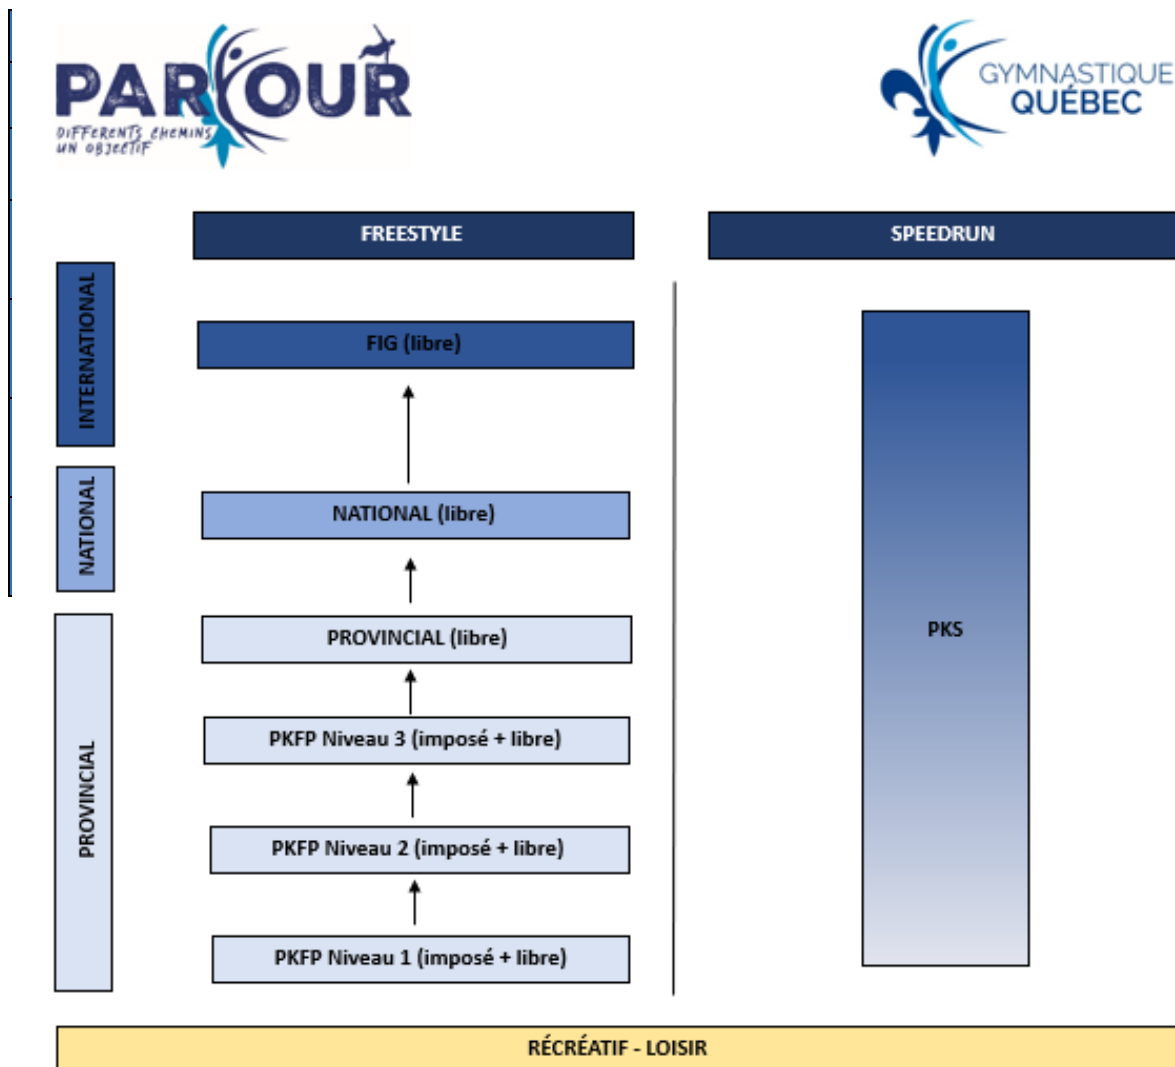 PARKOUR
DIFFERENTS CHEMINS
UN OBJECTIF
GYMNASTIQUE
QUÉBEC
FREESTYLE
SPEEDRUN
INTERNATIONAL
FIG (libre)
NATIONAL
NATIONAL (libre)
PROVINCIAL
PROVINCIAL (libre)
PKFP Niveau 3 (imposé + libre)
PKFP Niveau 2 (imposé + libre)
PKFP Niveau 1 (imposé + libre)
PKS
RÉCRÉATIF - LOISIR